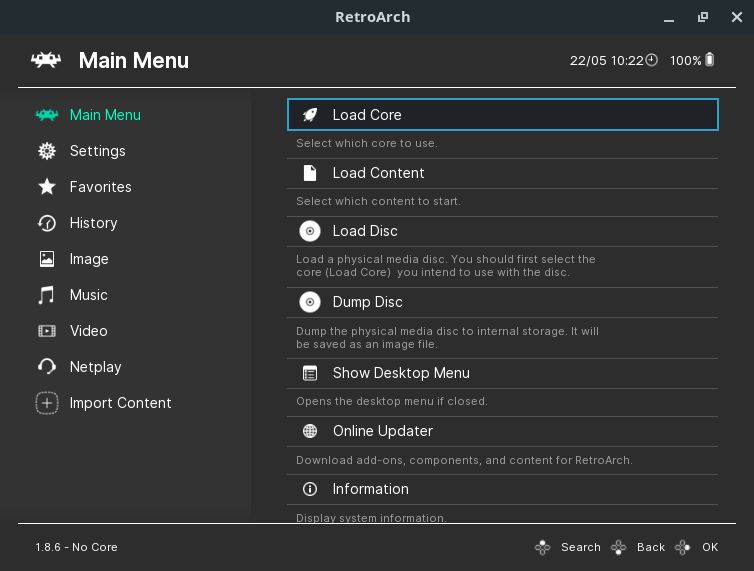 RetroArch
Main Menu
22/05 10:22
100%
Main Menu
Settings
Favorites
History
Image
Music
Video
Netplay
Import Content
Load Core
Select which core to use.
Load Content
Select which content to start.
Load Disc
Load a physical media disc. You should first select the
core (Load Core)  you intend to use with the disc.
Dump Disc
Dump the physical media disc to internal storage. It will
be saved as an image file.
Show Desktop Menu
Opens the desktop menu if closed.
Online Updater
Download add-ons, components, and content for RetroArch.
Information
Display system information.
1.8.6 - No Core
Search
Back
OK